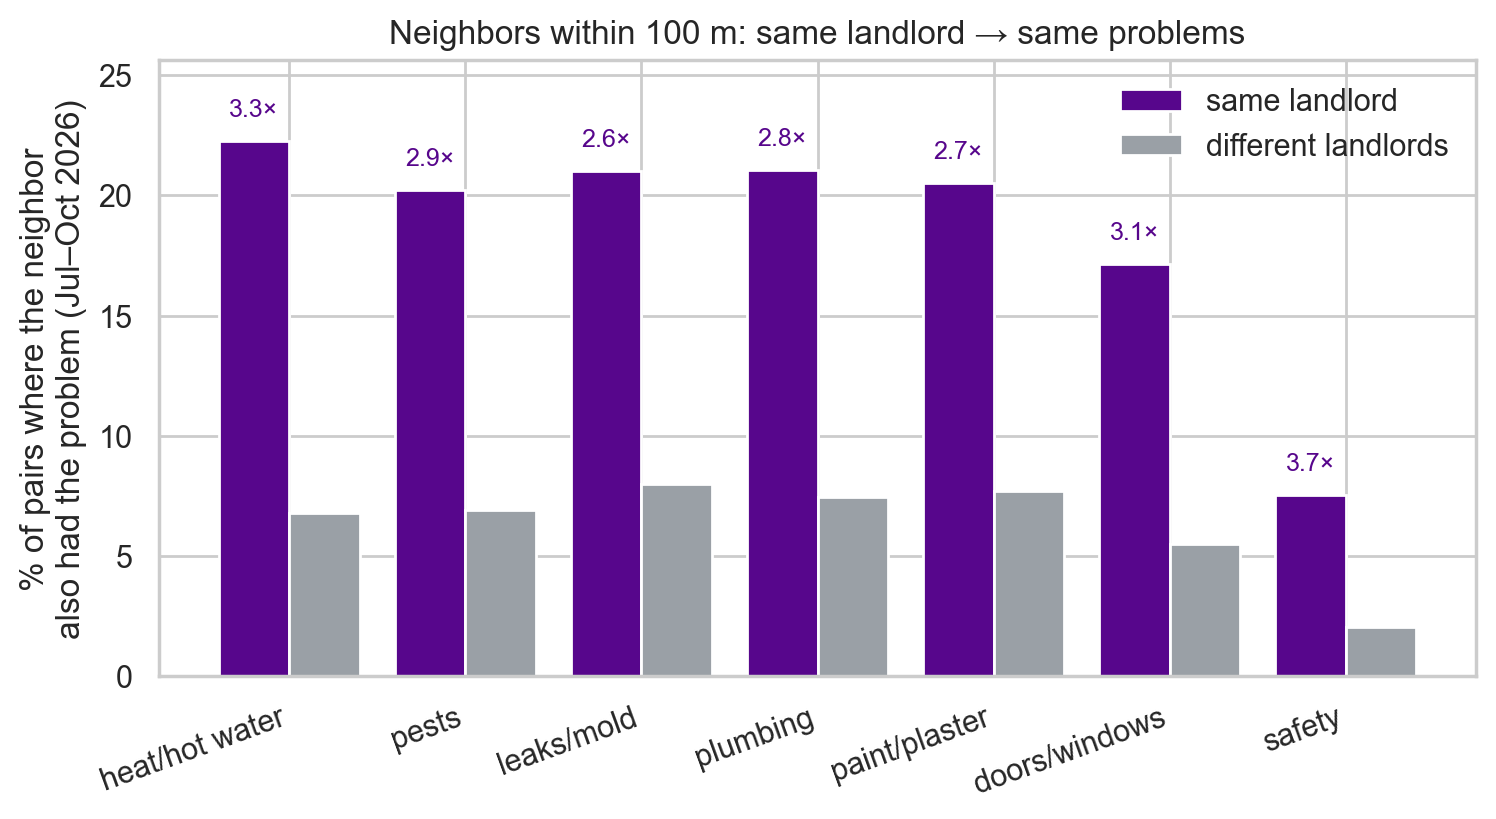 Neighbors within 100 m: same landlord → same problems
% of pairs where the neighbor
also had the problem (Jul–Oct 2026)
25
20
15
10
5
0
3.3×
2.9×
2.6×
2.8×
2.7×
3.1×
3.7×
same landlord
different landlords
heat/hot water
pests
leaks/mold
plumbing
paint/plaster
doors/windows
safety